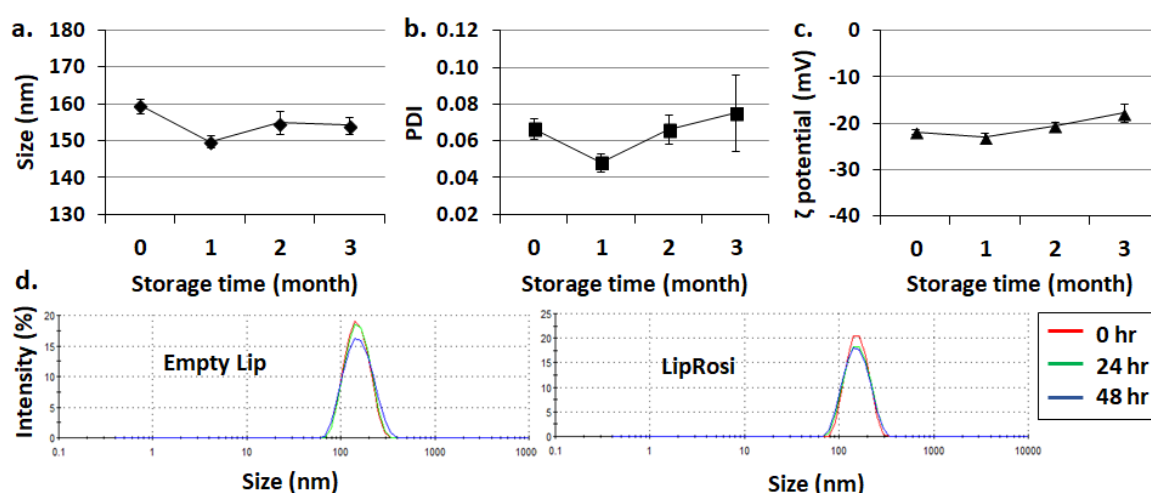 a.
Size (nm)
180
170
160
150
140
130
0 1 2 3
Storage time (month)
b.
PDI
0.12
0.10
0.08
0.06
0.04
0.02
0 1 2 3
Storage time (month)
c.
ζ potential (mV)
0
-10
-20
-30
-40
0 1 2 3
Storage time (month)
d.
Intensity (%)
20
15
10
5
0
Empty Lip
0.1 1 10 100 1000 1000
Size (nm)
25
20
15
10
5
0
LipRosi
0.1 1 10 100 1000 10000
Size (nm)
0 hr
24 hr
48 hr